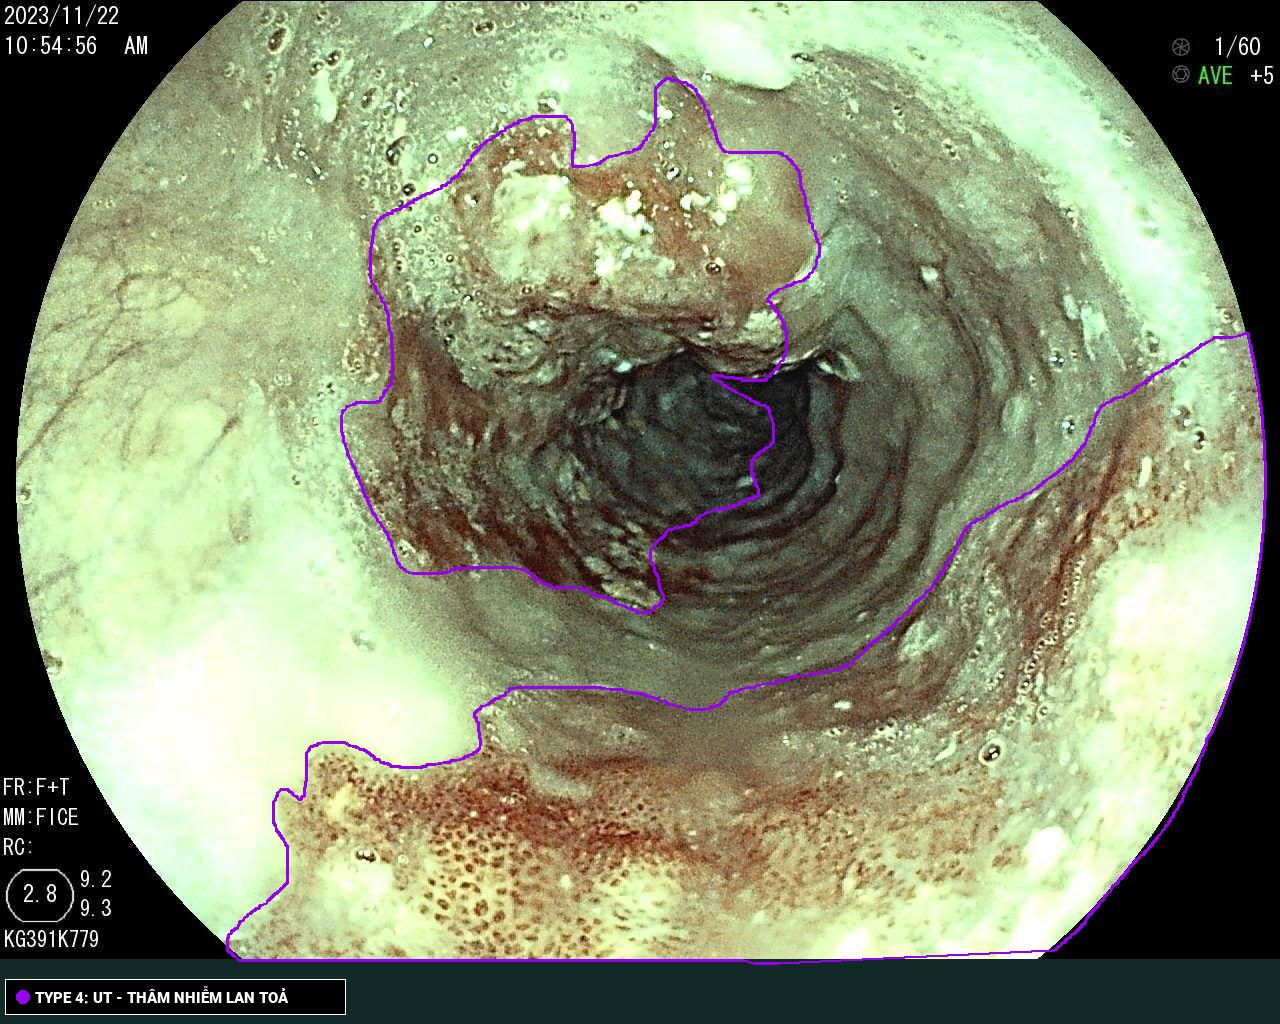 2023/11/22
10:54:56 AM
1/60
AVE +5
FR:F+T
MM:FICE
RC:
2.8
9.2
9.3
KG391K779
TYPE 4: UT - THÂM NHIỄM LAN TOẢ